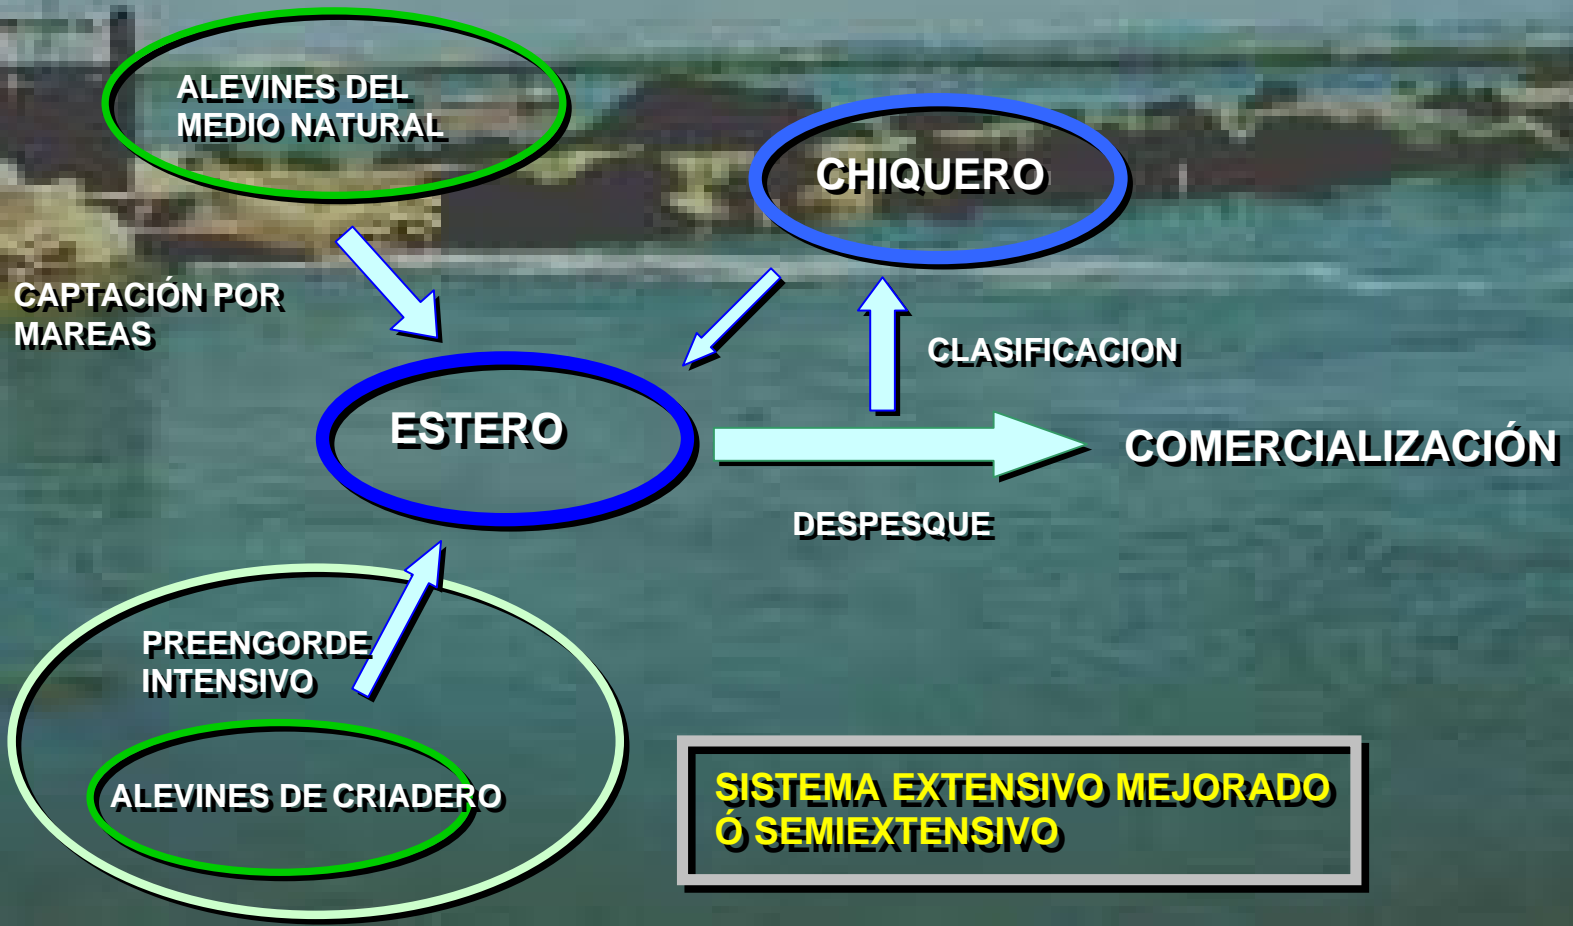 ALEVINES DEL
MEDIO NATURAL
CHIQUERO
CAPTACIÓN POR
MAREAS
CLASIFICACION
ESTERO
COMERCIALIZACIÓN
DESPESQUE
PREENGORDE
INTENSIVO
ALEVINES DE CRIADERO
SISTEMA EXTENSIVO MEJORADO
Ó SEMIEXTENSIVO